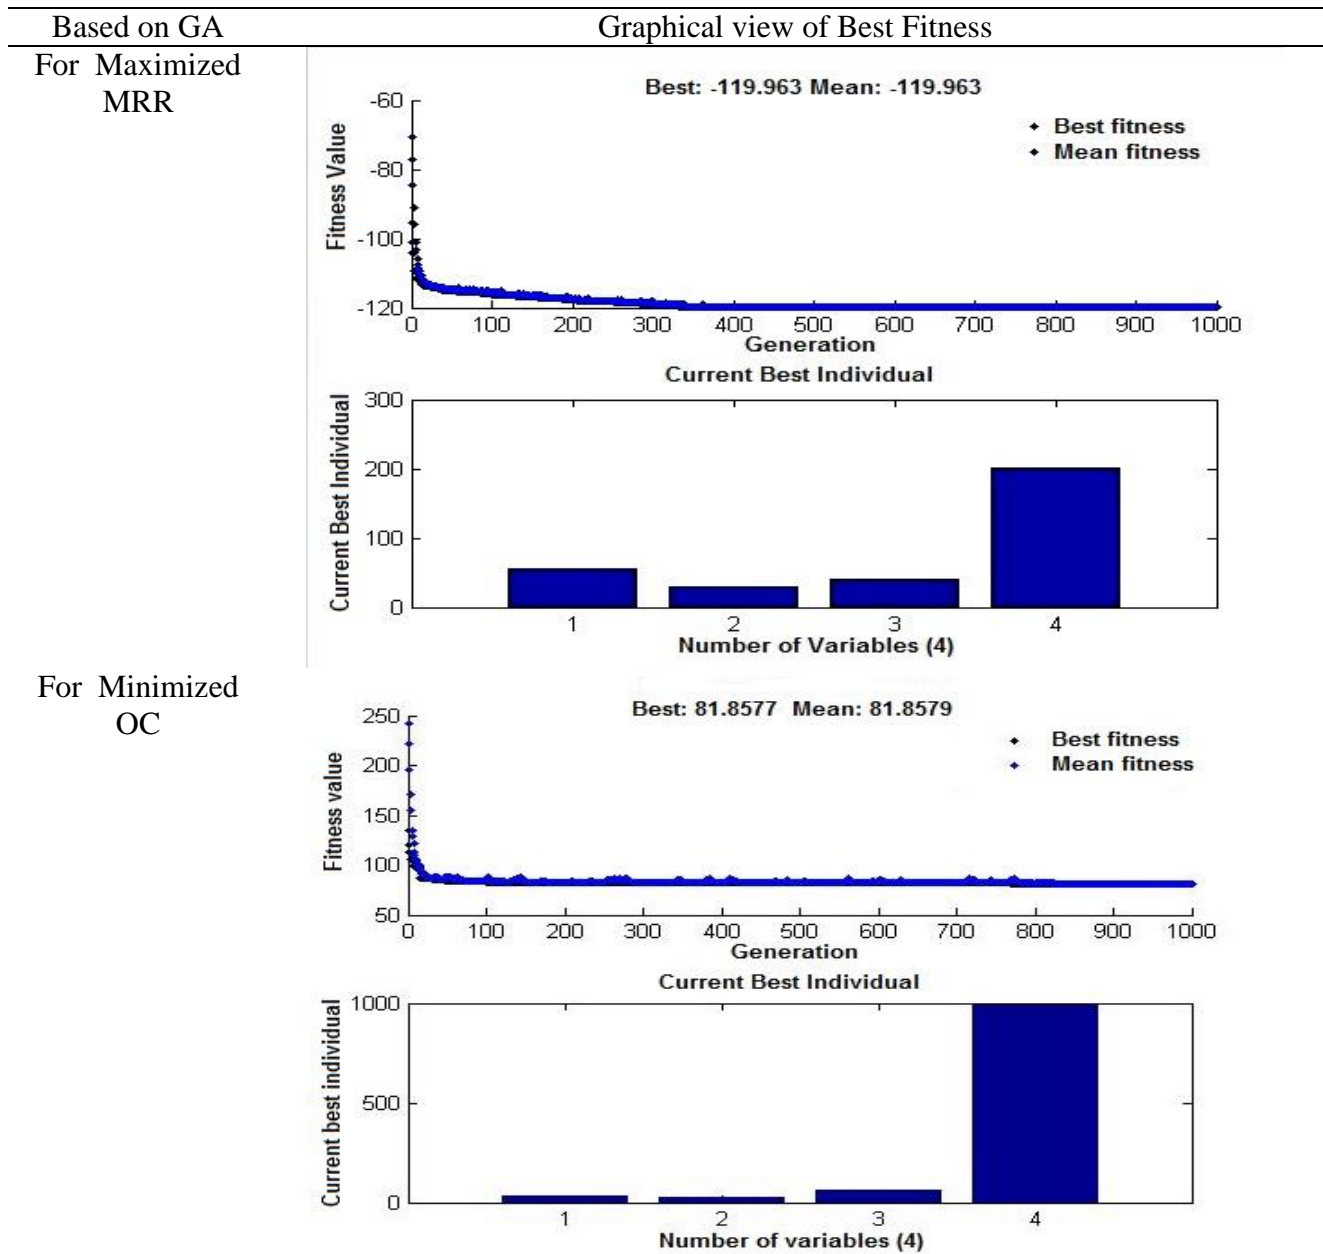 Based on GA Graphical view of Best Fitness
For Maximized
MRR
Best: -119.963 Mean: -119.963
Best fitness
Mean fitness
Fitness Value
-60
-80
-100
-120
0 100 200 300 400 500 600 700 800 900 1000
Generation
Current Best Individual
Current Best Individual
300
200
100
0
1 2 3 4
Number of Variables (4)
For Minimized
OC
Best: 81.8577 Mean: 81.8579
Best fitness
Mean fitness
Fitness value
250
200
150
100
50
0 100 200 300 400 500 600 700 800 900 1000
Generation
Current Best Individual
Current best individual
1000
500
0
1 2 3 4
Number of variables (4)